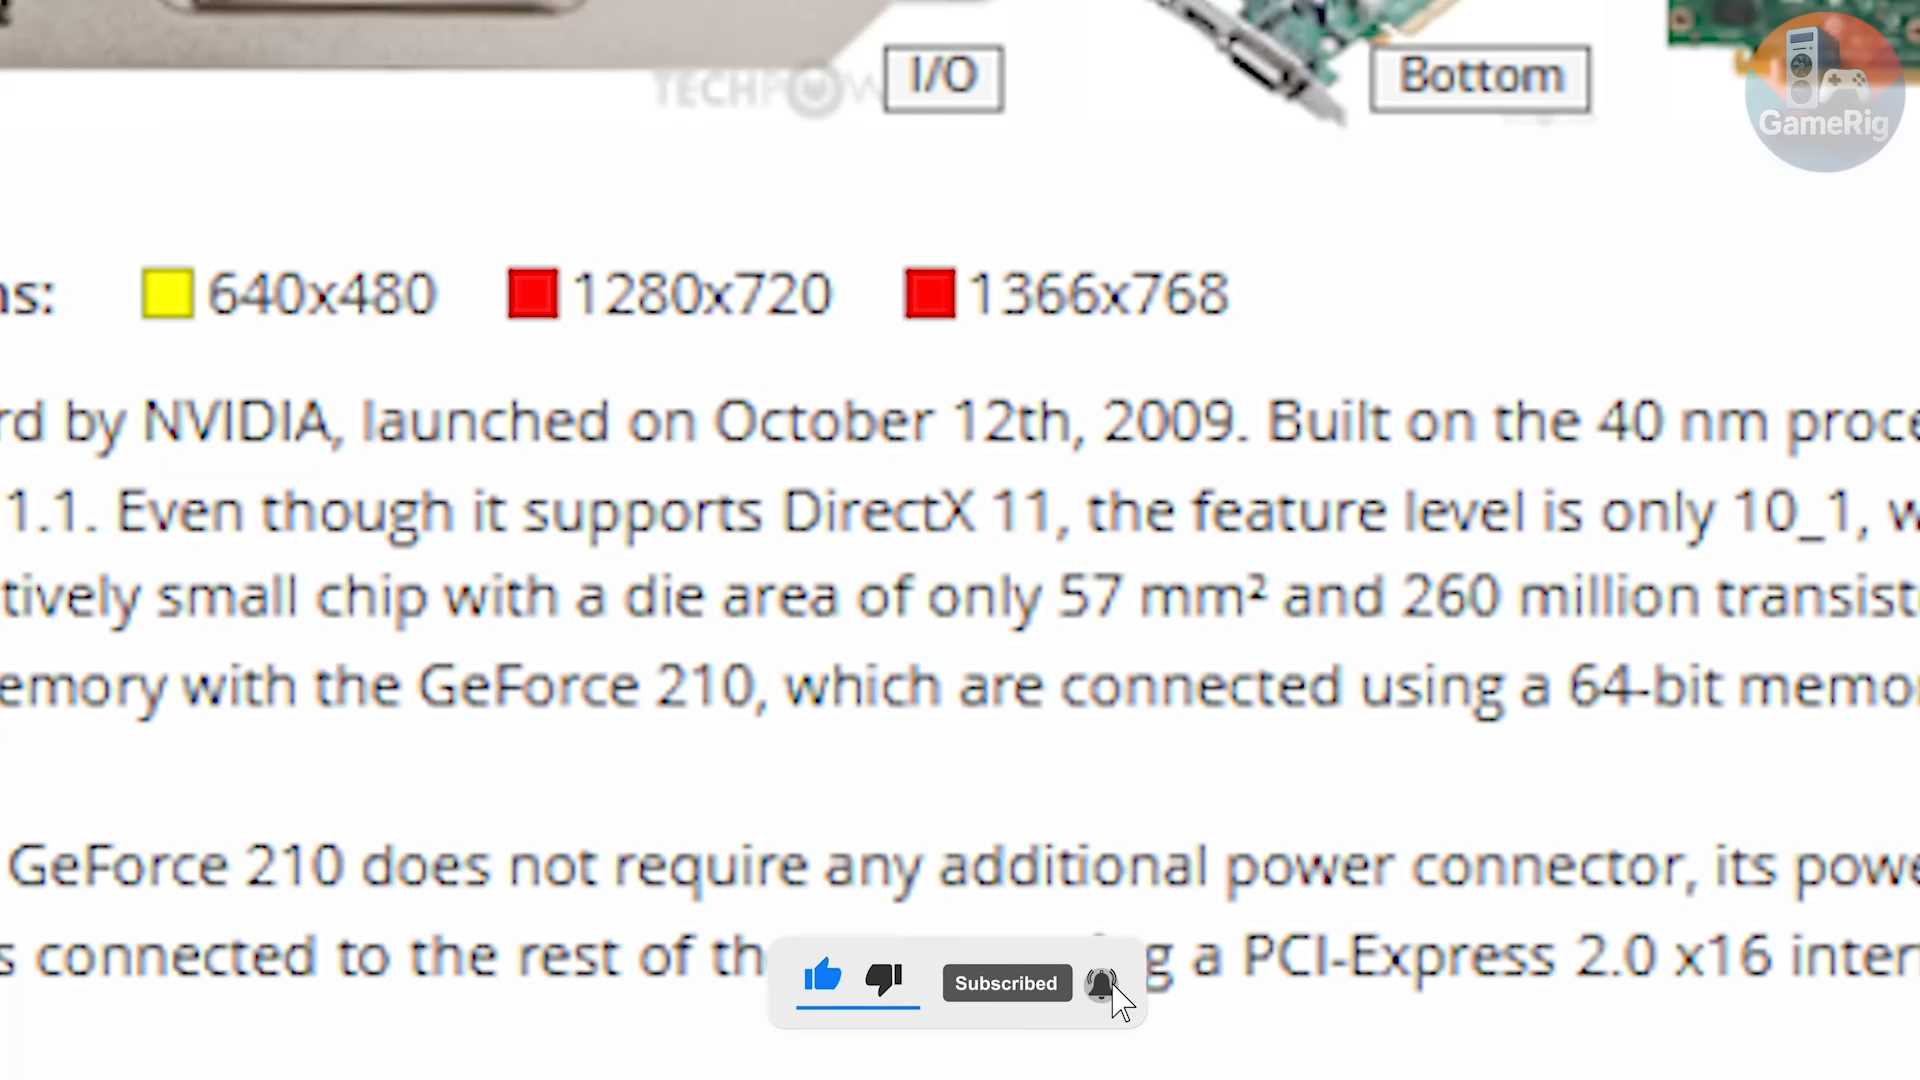 TECHPOW
I/O
Bottom
GameRig
ns: 640x480 1280x720 1366x768
rd by NVIDIA, launched on October 12th, 2009. Built on the 40 nm proce
1.1. Even though it supports DirectX 11, the feature level is only 10_1, w
tively small chip with a die area of only 57 mm² and 260 million transist
emory with the GeForce 210, which are connected using a 64-bit memor
GeForce 210 does not require any additional power connector, its powe
s connected to the rest of th g a PCI-Express 2.0 x16 inter
Subscribed